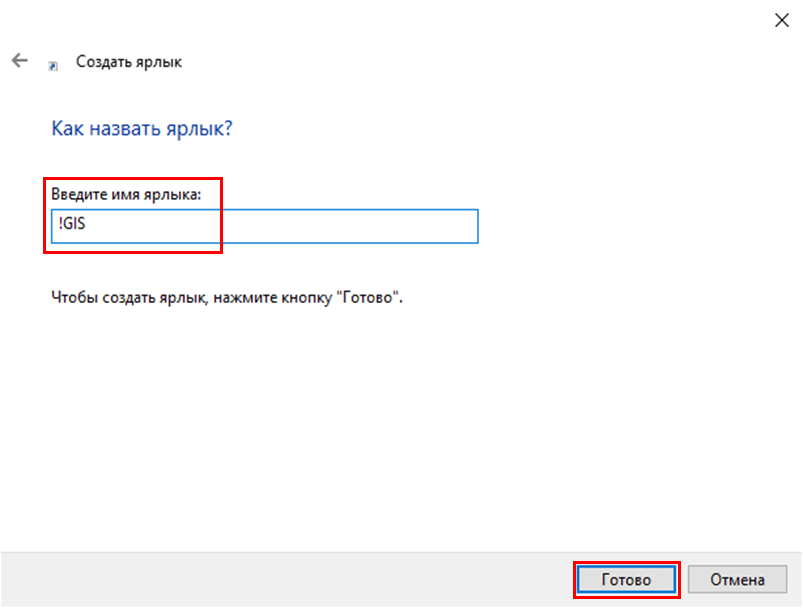 Создать ярлык
Как назвать ярлык?
Введите имя ярлыка:
!GIS
Чтобы создать ярлык, нажмите кнопку "Готово".
Готово
Отмена